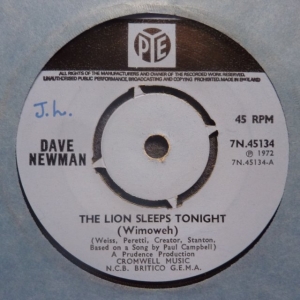 PYE
ALL RIGHTS OF THE MANUFACTURER AND OWNER OF THE RECORDED WORK RESERVED.
UNAUTHORISED PUBLIC PERFORMANCE, BROADCASTING AND COPYING PROHIBITED. MADE IN ENGLAND
J.L.
45 RPM
DAVE
NEWMAN
7N.45134
℗ 1972
7N.45134-A
THE LION SLEEPS TONIGHT
(Wimoweh)
(Weiss, Peretti, Creator, Stanton,
Based on a Song by Paul Campbell)
A Prudence Production
CROMWELL MUSIC
N.C.B. BRITICO G.E.M.A.